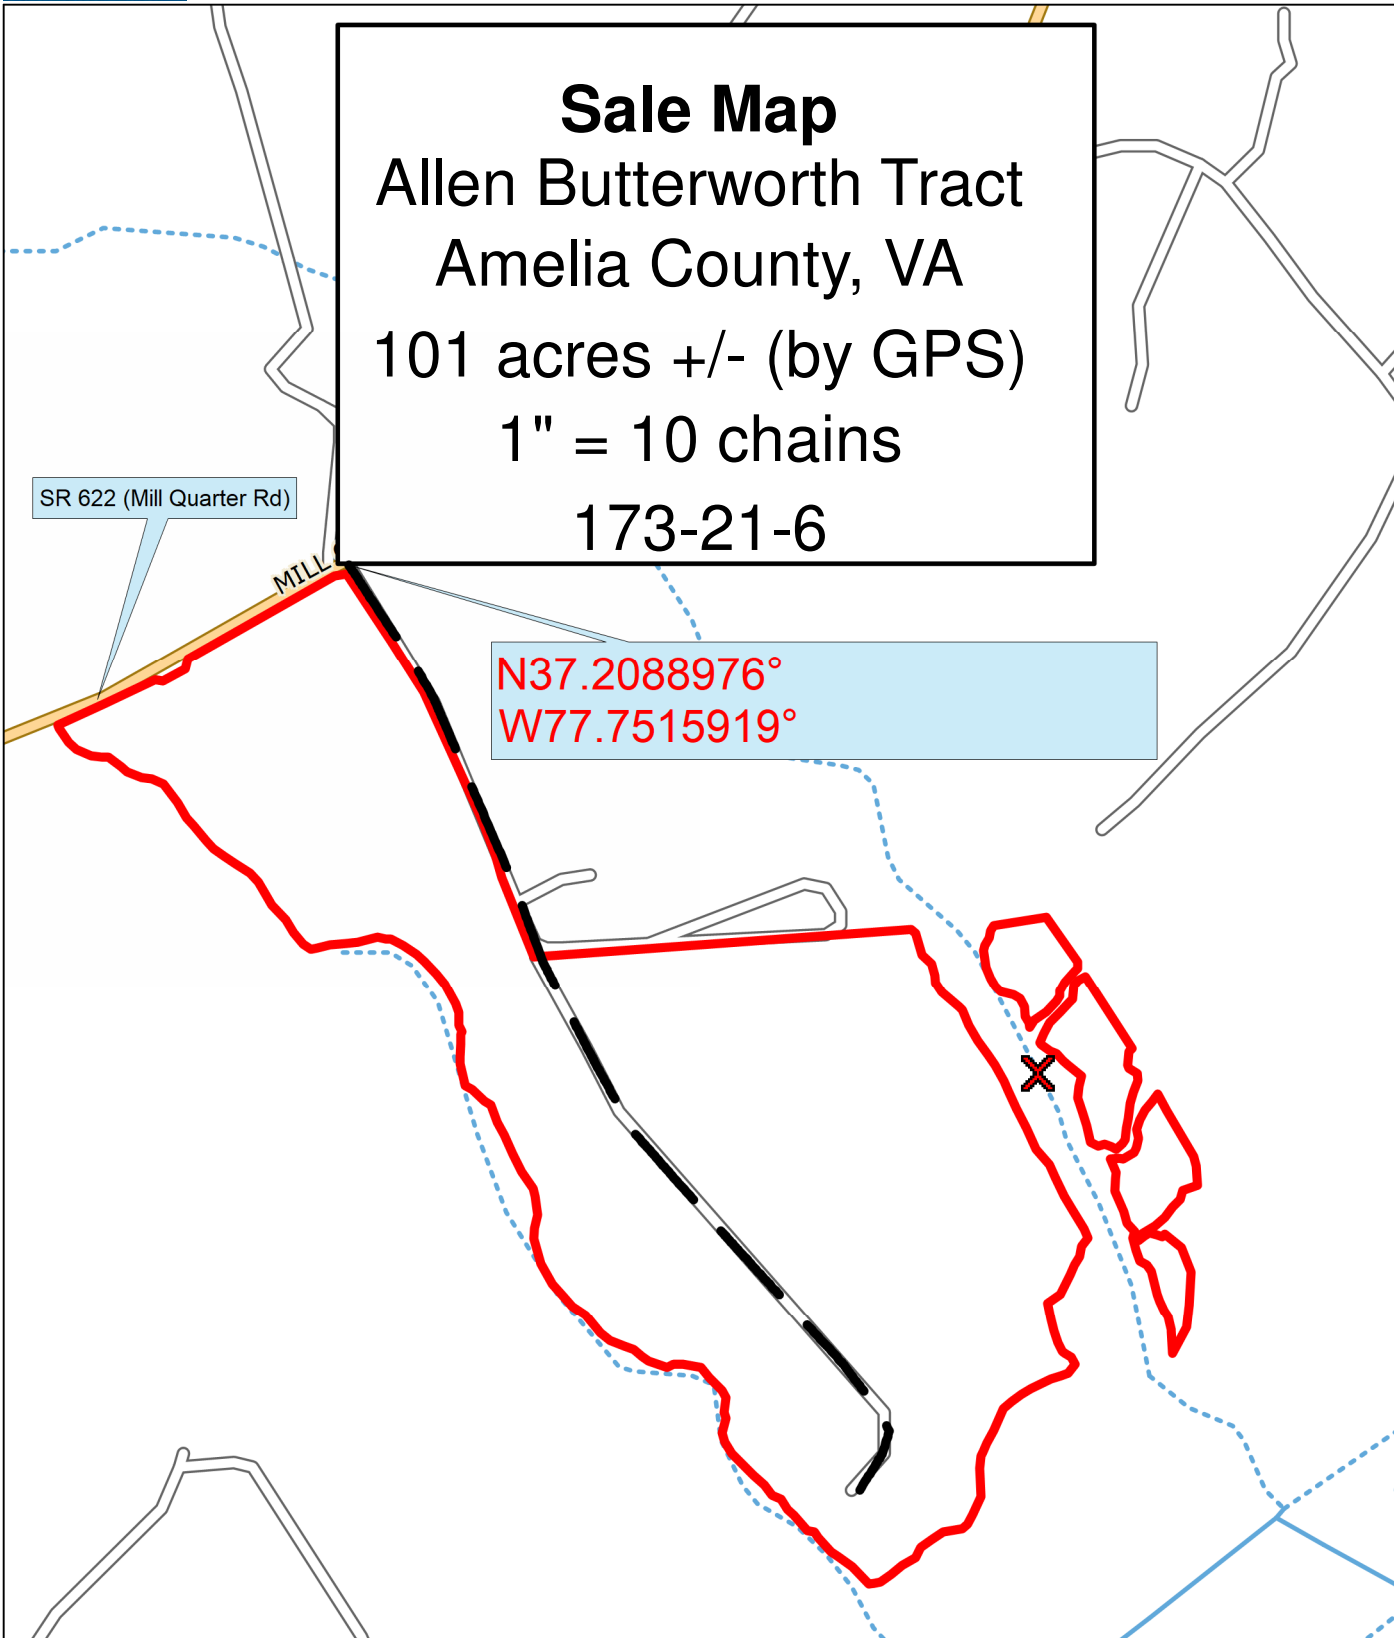 Sale Map
Allen Butterworth Tract
Amelia County, VA
101 acres +/- (by GPS)
1" = 10 chains
173-21-6
SR 622 (Mill Quarter Rd)
MILL
N37.2088976°
W77.7515919°